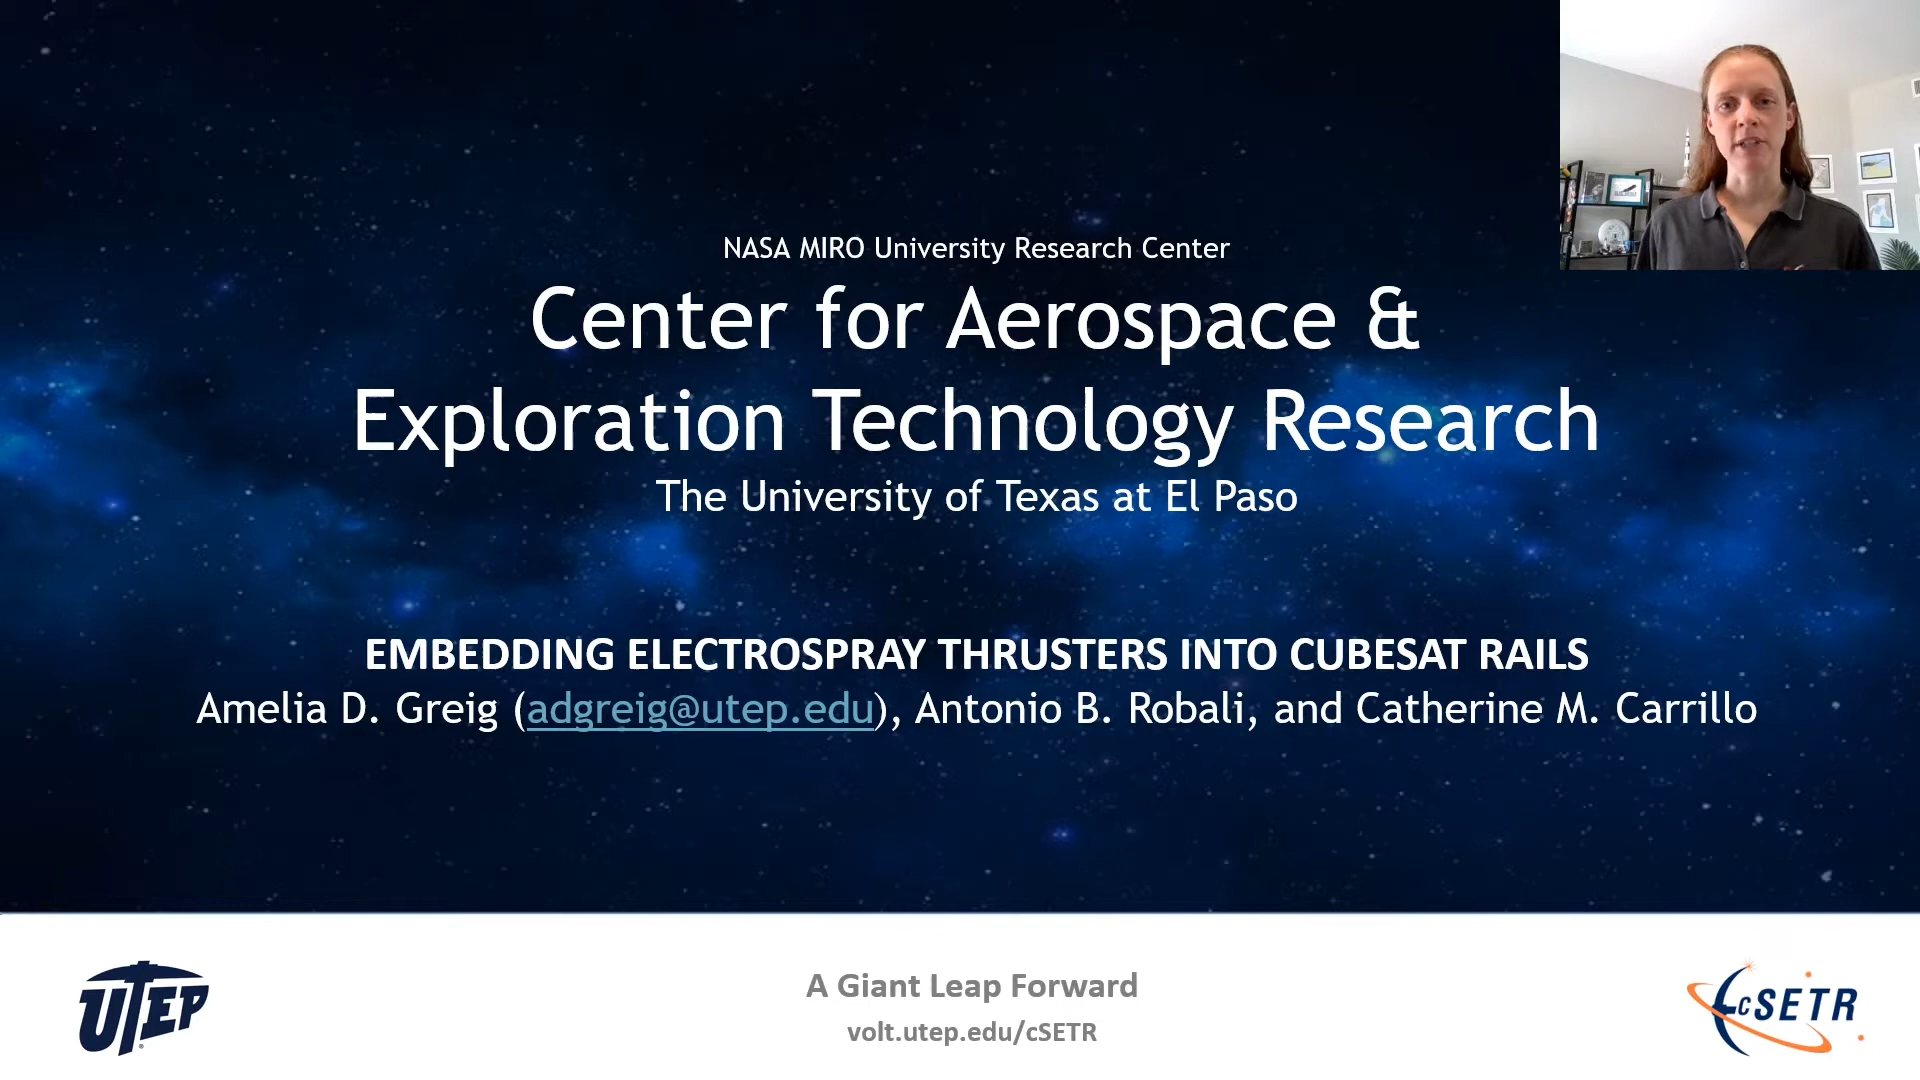 NASA MIRO University Research Center
Center for Aerospace &
Exploration Technology Research
The University of Texas at El Paso
EMBEDDING ELECTROSPRAY THRUSTERS INTO CUBESAT RAILS
Amelia D. Greig (adgreig@utep.edu), Antonio B. Robali, and Catherine M. Carrillo
UTEP
A Giant Leap Forward
volt.utep.edu/cSETR
cSETR